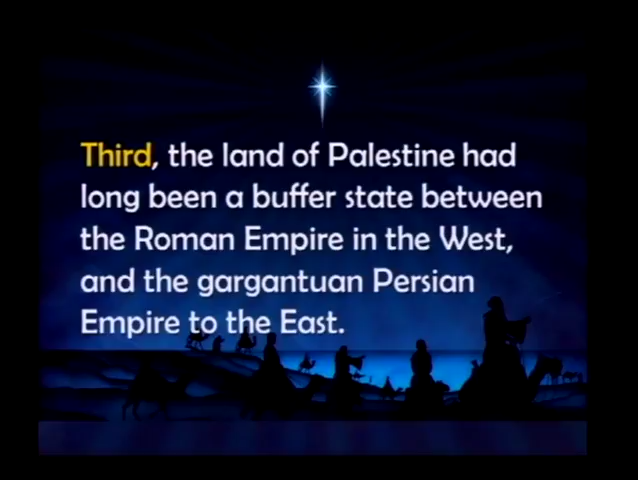 Third, the land of Palestine had
long been a buffer state between
the Roman Empire in the West,
and the gargantuan Persian
Empire to the East.